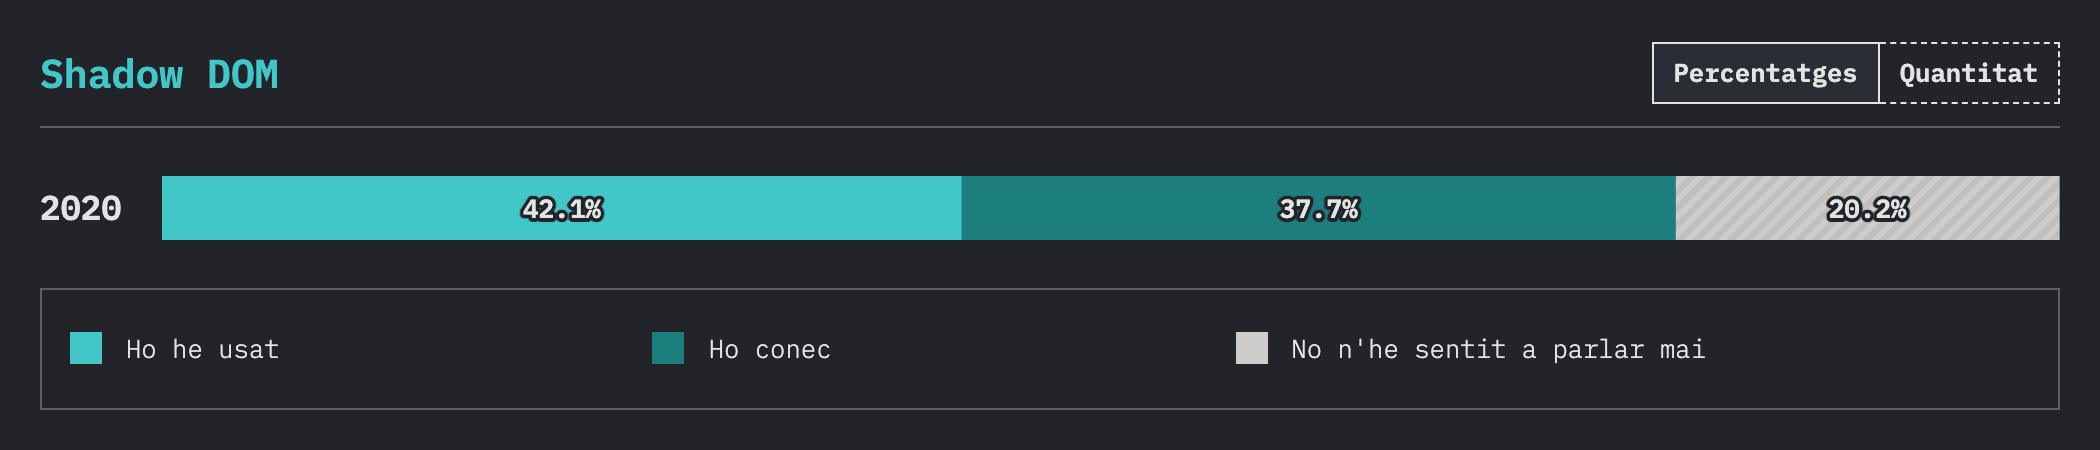 Shadow DOM
Percentatges Quantitat
2020 42.1% 37.7% 20.2%
Ho he usat Ho conec No n'he sentit a parlar mai